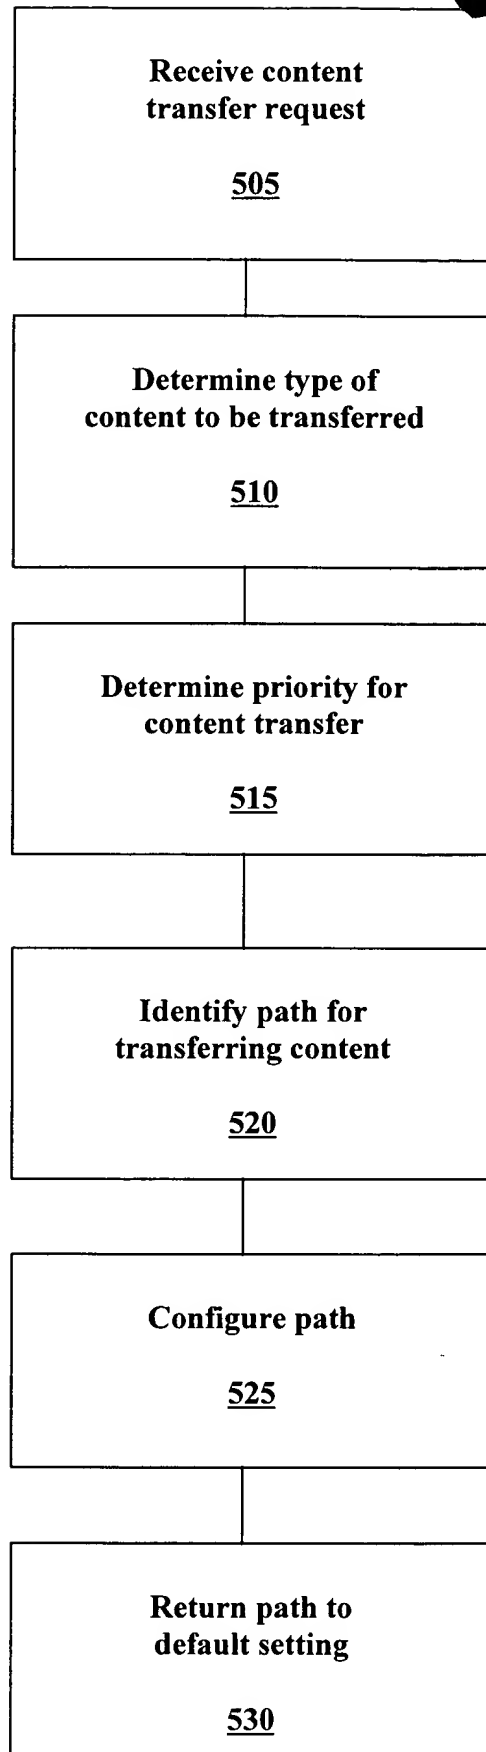 Receive content
transfer request
505
Determine type of
content to be transferred
510
Determine priority for
content transfer
515
Identify path for
transferring content
520
Configure path
525
Return path to
default setting
530